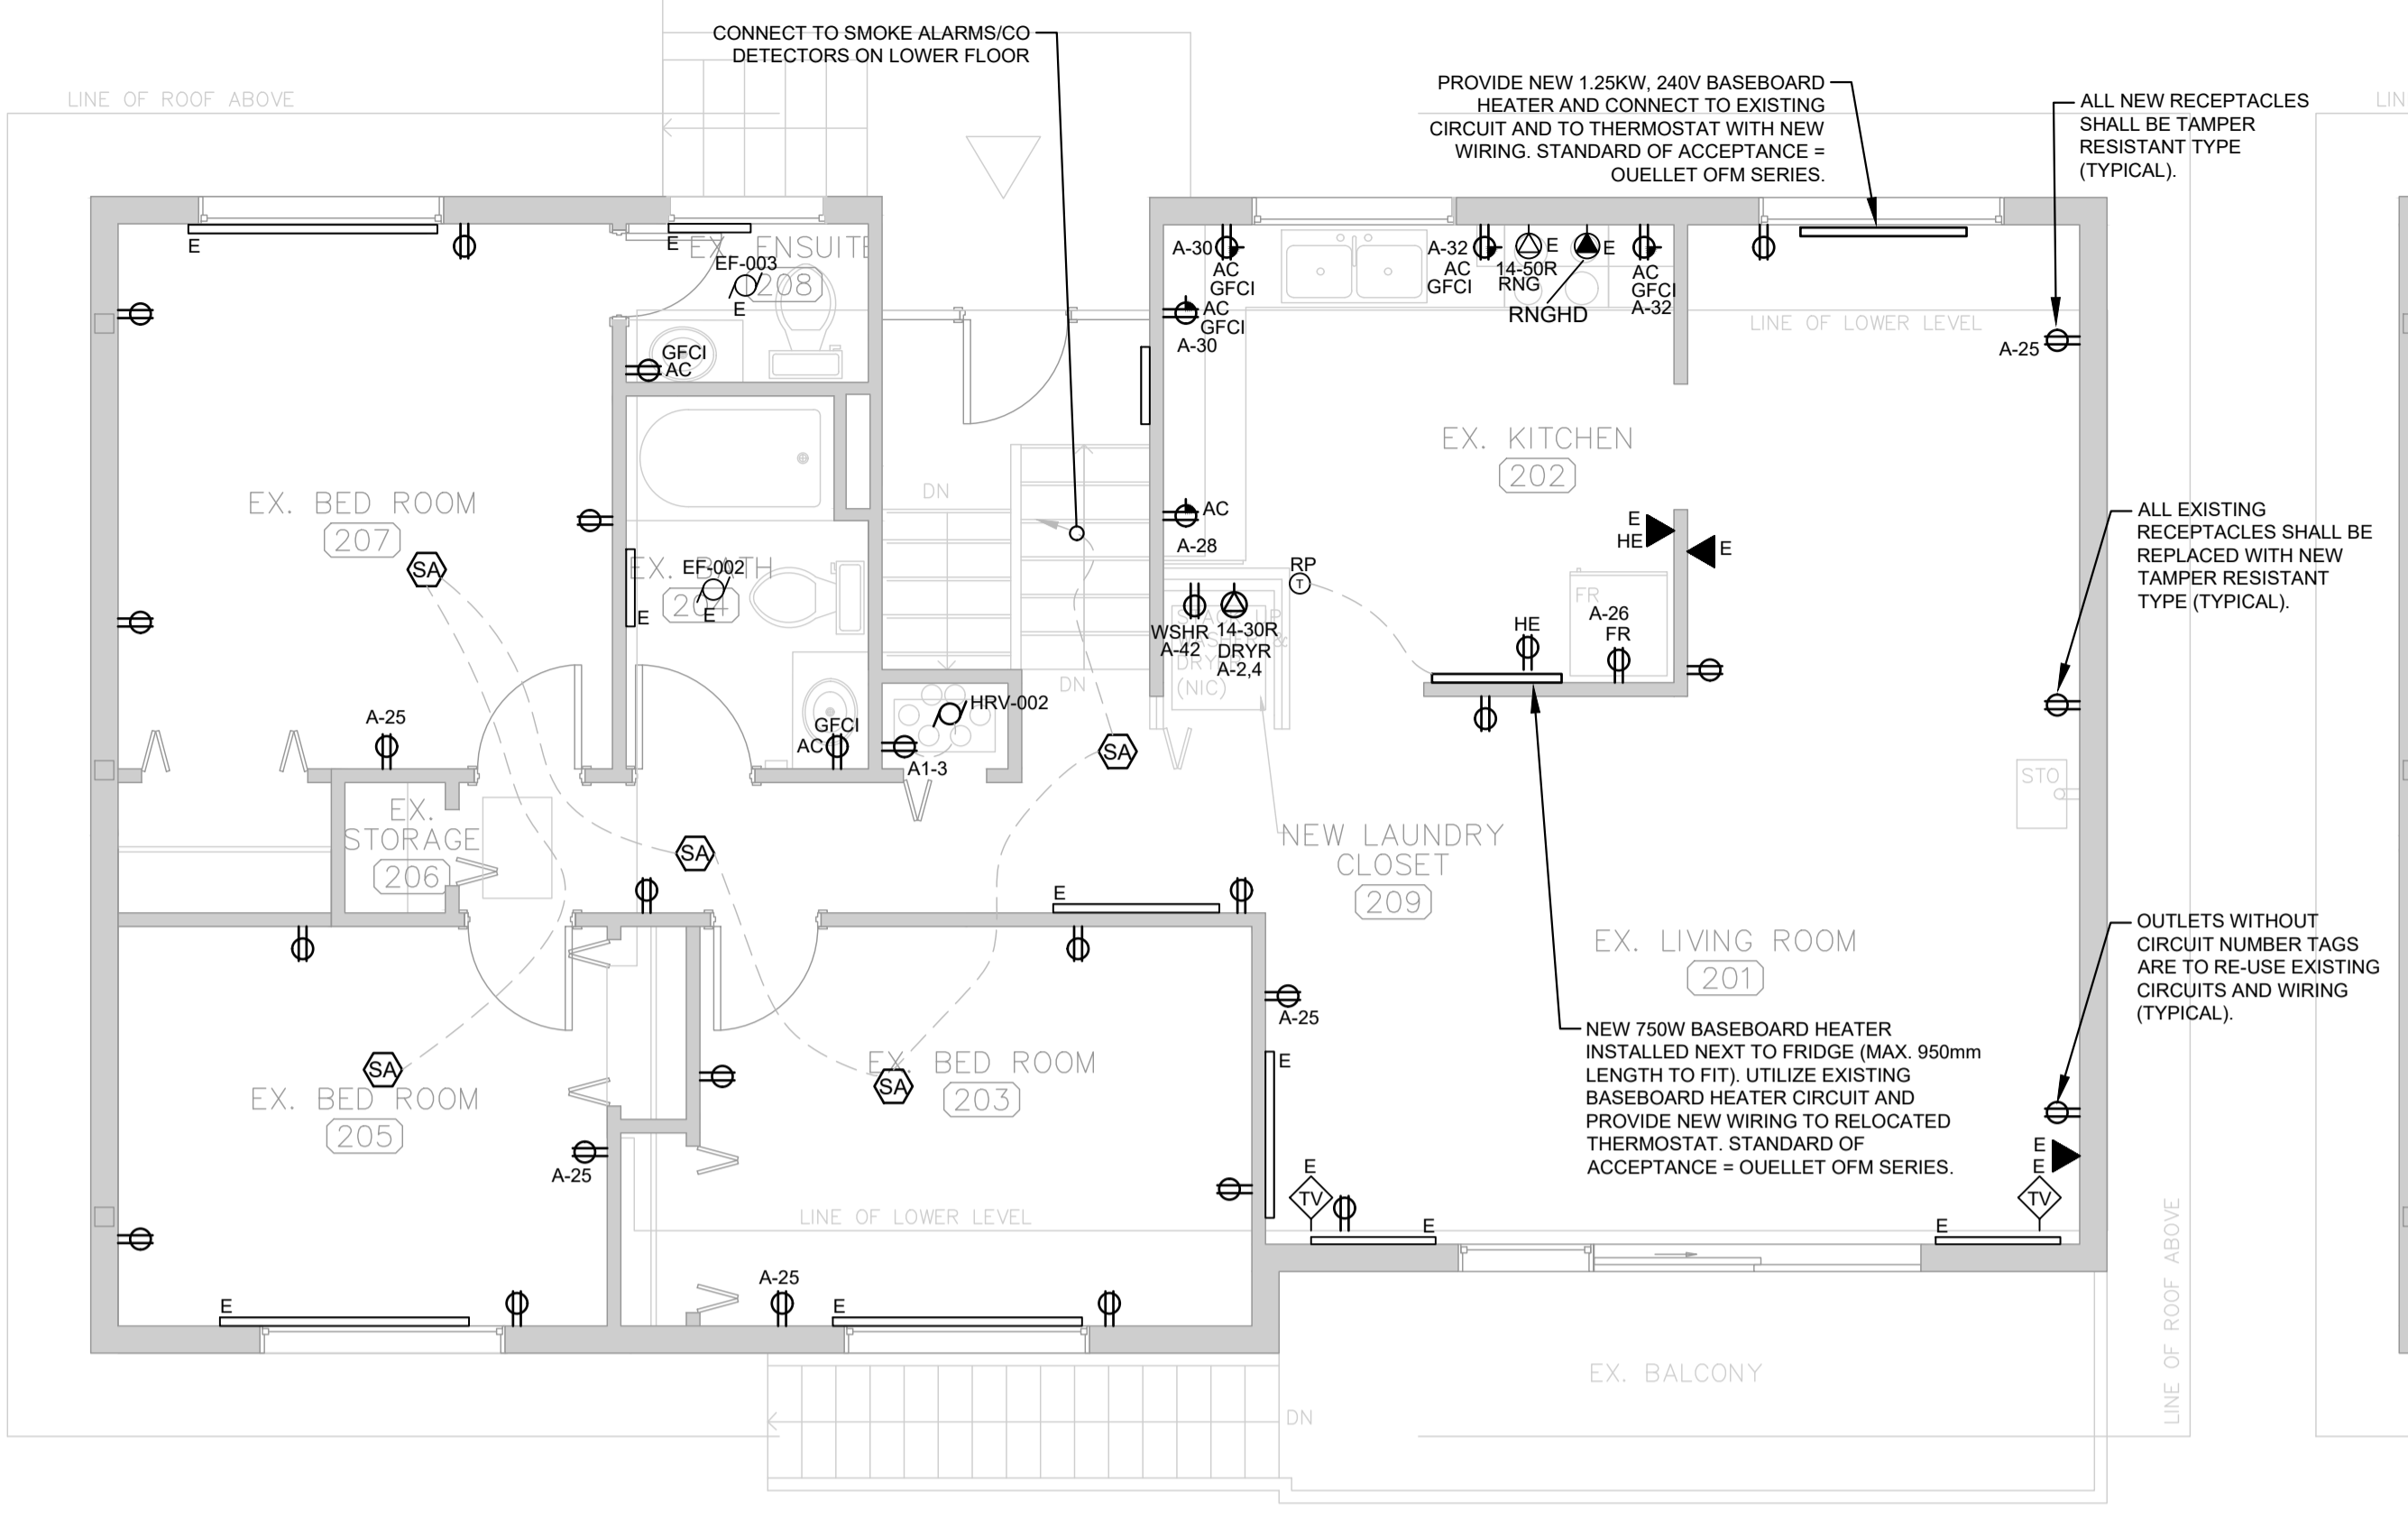 CONNECT TO SMOKE ALARMS/CO
DETECTORS ON LOWER FLOOR
LINE OF ROOF ABOVE
PROVIDE NEW 1.25KW, 240V BASEBOARD
HEATER AND CONNECT TO EXISTING
CIRCUIT AND TO THERMOSTAT WITH NEW
WIRING. STANDARD OF ACCEPTANCE =
OUELLET OFM SERIES.
ALL NEW RECEPTACLES
SHALL BE TAMPER
RESISTANT TYPE
(TYPICAL).
LIN
E
E
EX. ENSUITE
208
EF-003
E
GFCI
AC
A-30
AC
GFCI
AC
GFCI
A-30
A-32
AC
GFCI
E
14-50R
RNG
E
RNGHD
AC
GFCI
A-32
LINE OF LOWER LEVEL
A-25
EX. KITCHEN
202
DN
EX. BED ROOM
207
SA
AC
A-28
E
HE
E
ALL EXISTING
RECEPTACLES SHALL BE
REPLACED WITH NEW
TAMPER RESISTANT
TYPE (TYPICAL).
EX. BATH
204
EF-002
E
E
RP
T
FR
WSHR
A-42
14-30R
DRYR
A-2,4
(NIC)
HE
A-26
FR
DN
HRV-002
A-25
GFCI
AC
A1-3
SA
STO
EX.
STORAGE
206
SA
NEW LAUNDRY
CLOSET
209
E
EX. LIVING ROOM
201
OUTLETS WITHOUT
CIRCUIT NUMBER TAGS
ARE TO RE-USE EXISTING
CIRCUITS AND WIRING
(TYPICAL).
A-25
NEW 750W BASEBOARD HEATER
INSTALLED NEXT TO FRIDGE (MAX. 950mm
LENGTH TO FIT). UTILIZE EXISTING
BASEBOARD HEATER CIRCUIT AND
PROVIDE NEW WIRING TO RELOCATED
THERMOSTAT. STANDARD OF
ACCEPTANCE = OUELLET OFM SERIES.
SA
EX. BED ROOM
205
EX. BED ROOM
203
SA
E
A-25
E
TV
E
E
TV
LINE OF LOWER LEVEL
E
E
A-25
E
E
LINE OF ROOF ABOVE
EX. BALCONY
DN